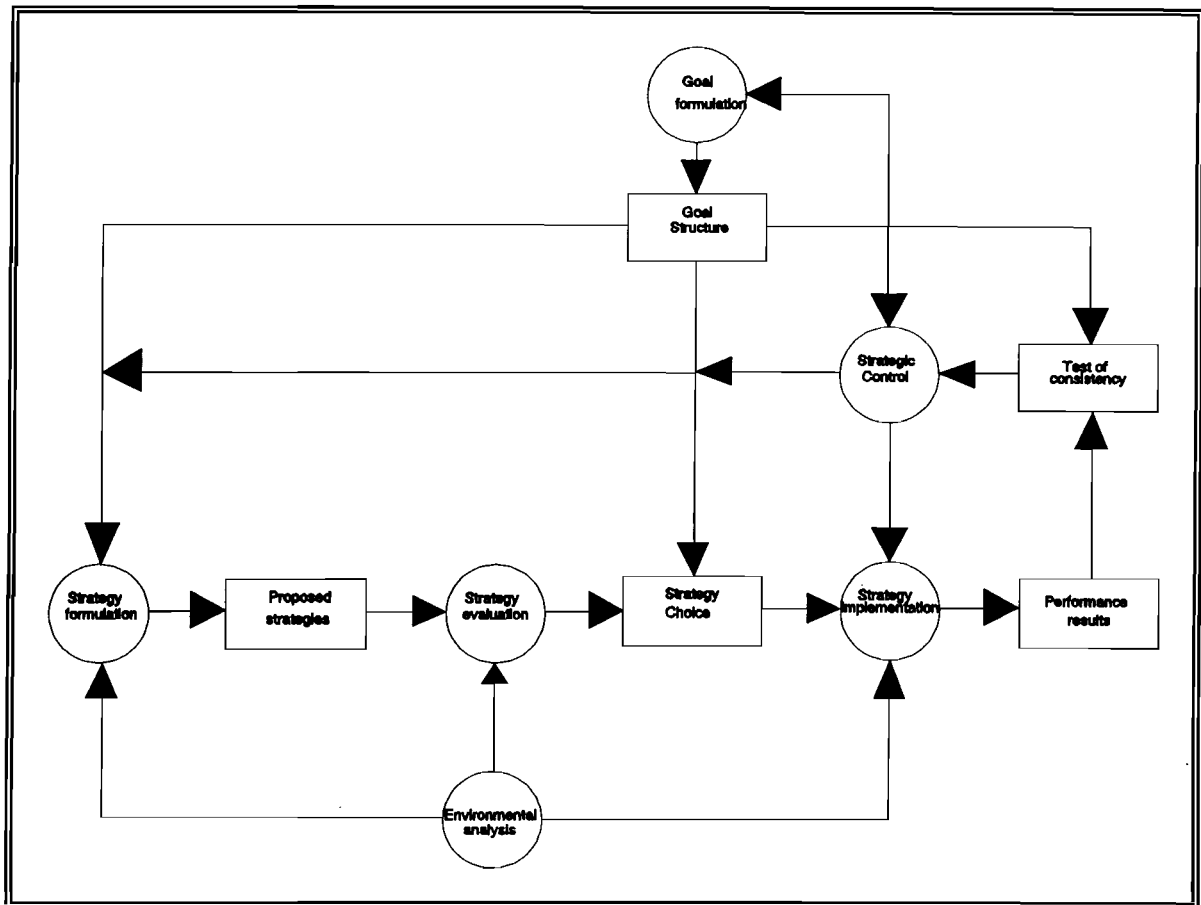 Goal
formulation
Goal
Structure
Strategic
Control
Test of
consistency
Strategy
formulation
Proposed
strategies
Strategy
evaluation
Strategy
Choice
Strategy
implementation
Performance
results
Environmental
analysis